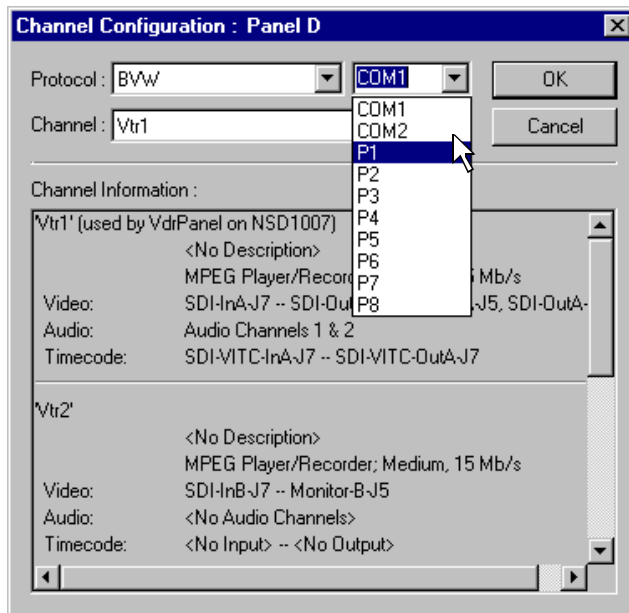 Channel Configuration : Panel D
Protocol : BVW COM1 OK
Channel : Vtr1 Cancel
COM1
COM2
P1
P2
P3
P4
P5
P6
P7
P8
Channel Information :
'Vtr1' (used by VdrPanel on NSD1007)
<No Description>
MPEG Player/Recorder Mb/s
Video: SDI-InA-J7 -- SDI-Out A-J5, SDI-OutA-
Audio: Audio Channels 1 & 2
Timecode: SDI-VITC-InA-J7 -- SDI-VITC-OutA-J7
'Vtr2'
<No Description>
MPEG Player/Recorder; Medium, 15 Mb/s
Video: SDI-InB-J7 -- Monitor-B-J5
Audio: <No Audio Channels>
Timecode: <No Input> -- <No Output>